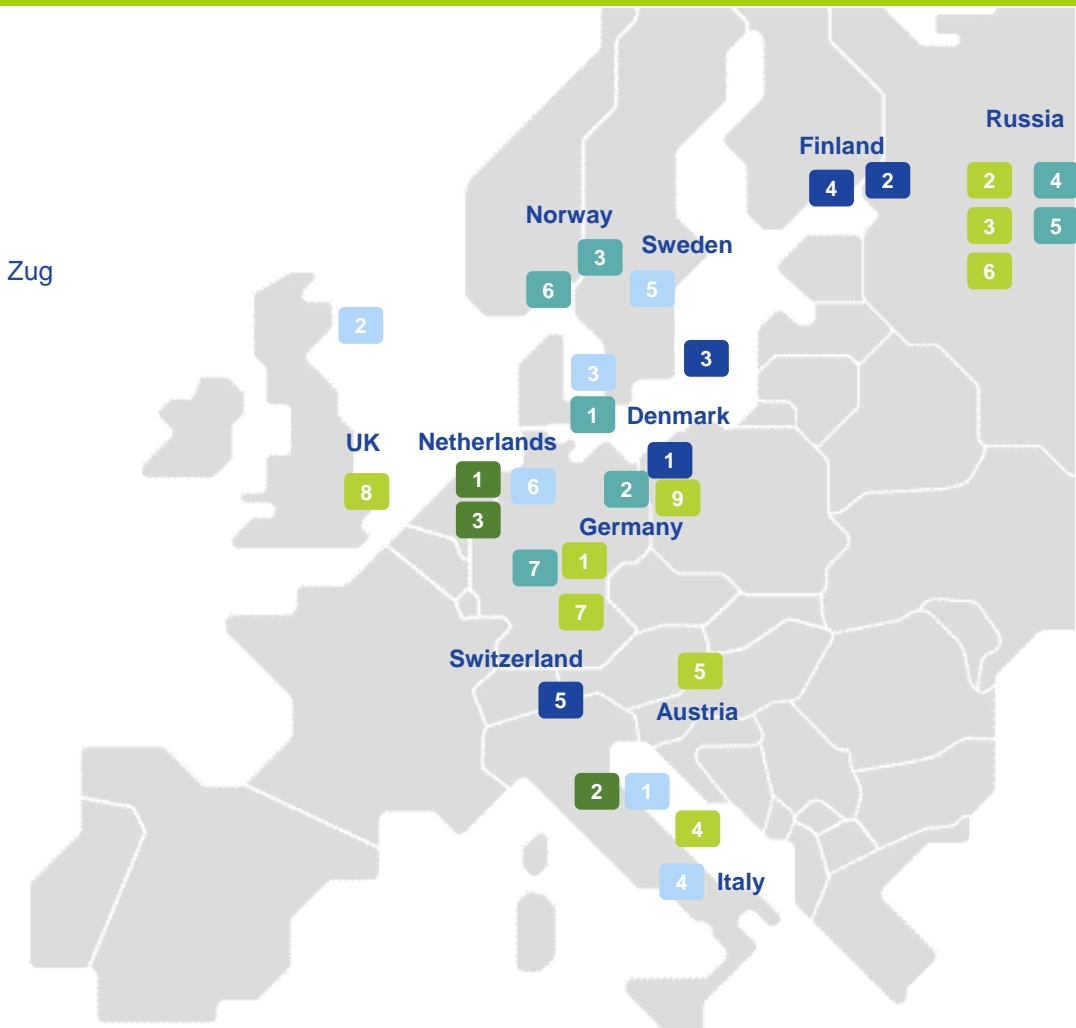 Russia
Finland
2
4
2
4
Norway
3
5
Sweden
3
Zug
6
6
5
2
3
3
Denmark
1
UK
Netherlands
1
1
6
2
8
9
3
Germany
1
7
7
Switzerland
5
5
Austria
2
1
4
4
Italy